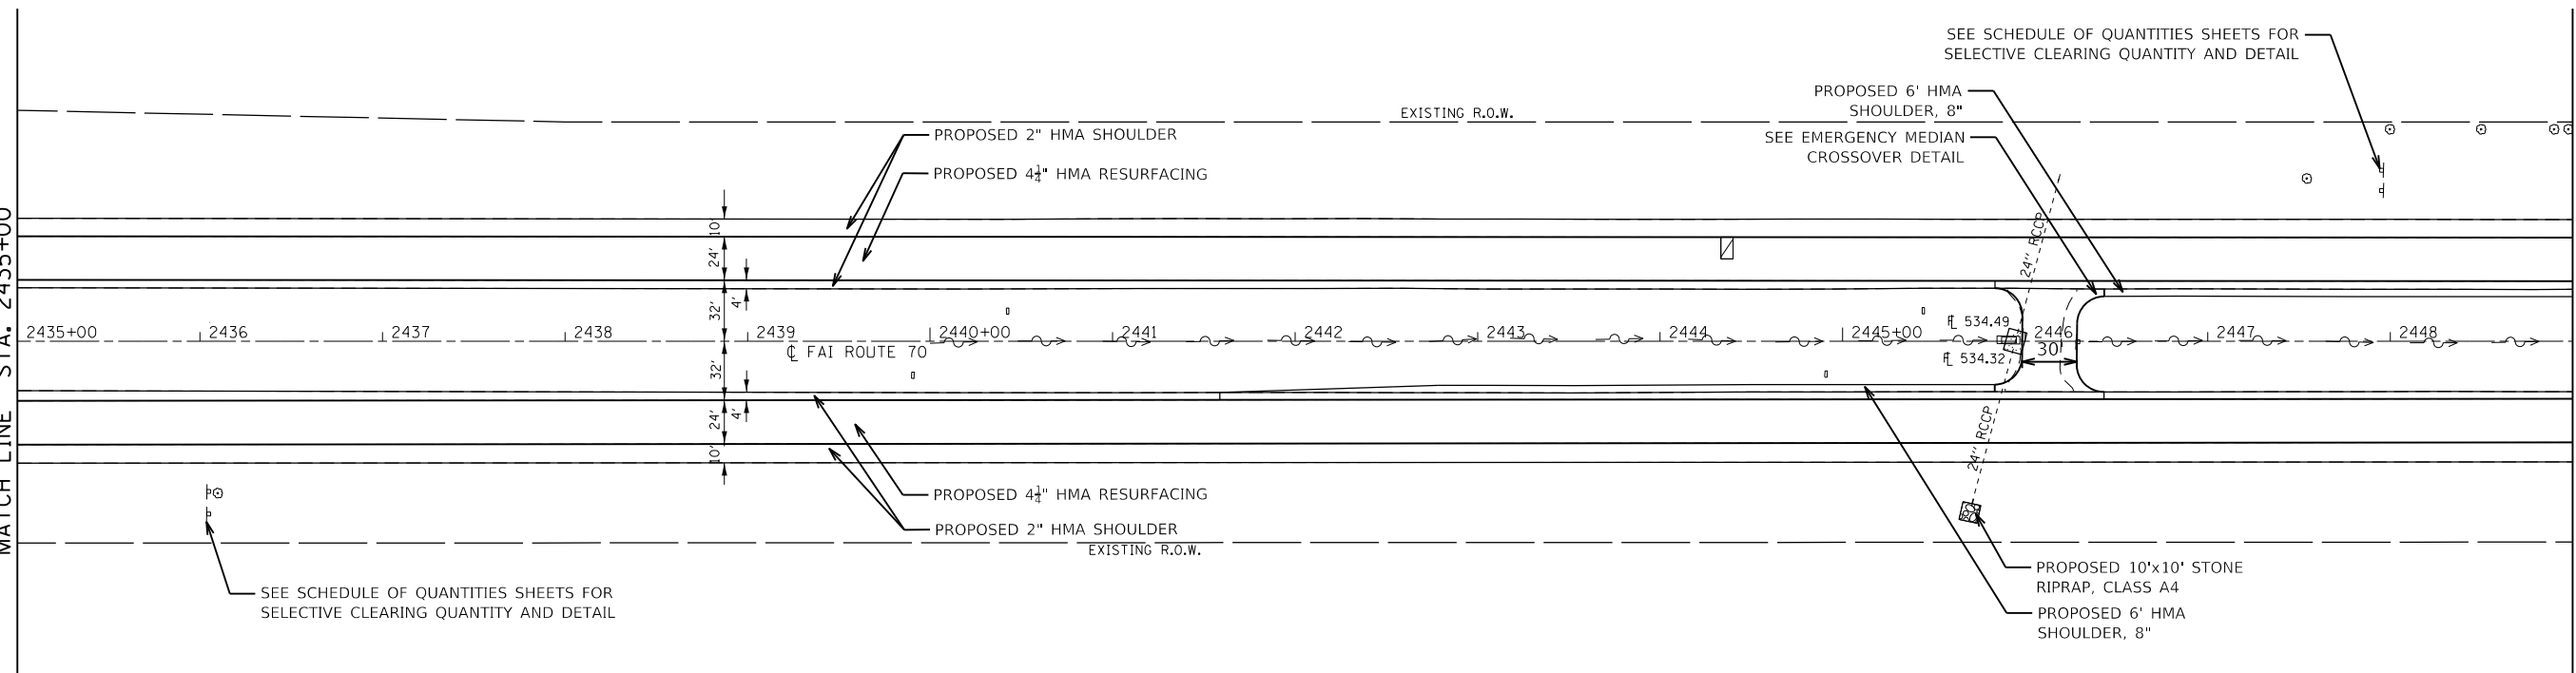 SEE SCHEDULE OF QUANTITIES SHEETS FOR
SELECTIVE CLEARING QUANTITY AND DETAIL
PROPOSED 6' HMA
SHOULDER, 8"
EXISTING R.O.W.
PROPOSED 2" HMA SHOULDER
SEE EMERGENCY MEDIAN
CROSSOVER DETAIL
PROPOSED 4¼" HMA RESURFACING
MATCH LINE STA. 2435+00
10'
24'
32'
4'
24" RCCP
2435+00
2436
2437
2438
2439
2440+00
2441
2442
2443
2444
2445+00
2446
2447
2448
℄ FAI ROUTE 70
FL 534.49
FL 534.32
30'
32'
24'
4'
10'
24" RCCP
PROPOSED 4¼" HMA RESURFACING
PROPOSED 2" HMA SHOULDER
EXISTING R.O.W.
PROPOSED 10'x10' STONE
RIPRAP, CLASS A4
SEE SCHEDULE OF QUANTITIES SHEETS FOR
SELECTIVE CLEARING QUANTITY AND DETAIL
PROPOSED 6' HMA
SHOULDER, 8"